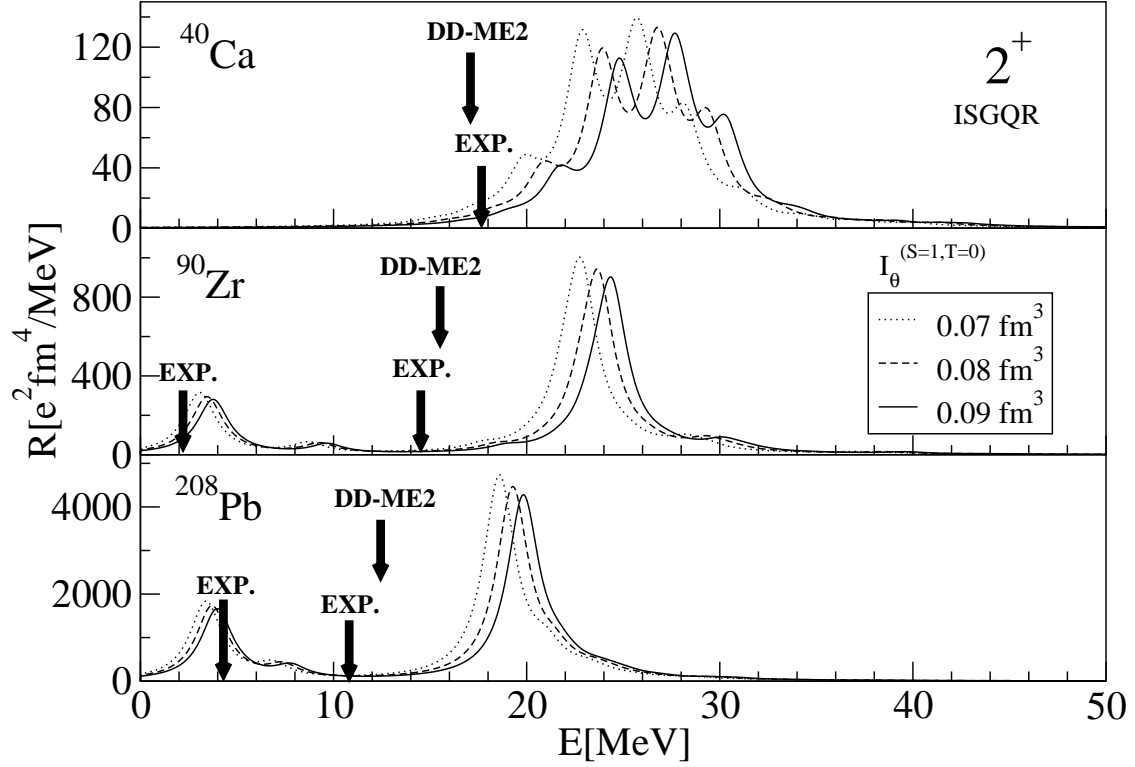 ⁴⁰Ca
DD-ME2
EXP.
2⁺
ISGQR
120
80
40
0
⁹⁰Zr
DD-ME2
EXP.
EXP.
I_θ^(S=1,T=0)
0.07 fm³
0.08 fm³
0.09 fm³
800
400
0
R[e²fm⁴/MeV]
²⁰⁸Pb
DD-ME2
EXP.
EXP.
4000
2000
0
0 10 20 30 40 50
E[MeV]